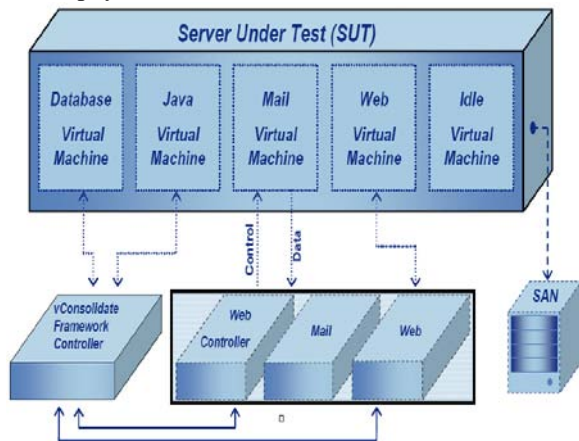 Server Under Test (SUT)
Database
Virtual
Machine
Java
Virtual
Machine
Mail
Virtual
Machine
Web
Virtual
Machine
Idle
Virtual
Machine
Control
Data
vConsolidate
Framework
Controller
Web
Controller
Mail
Web
SAN